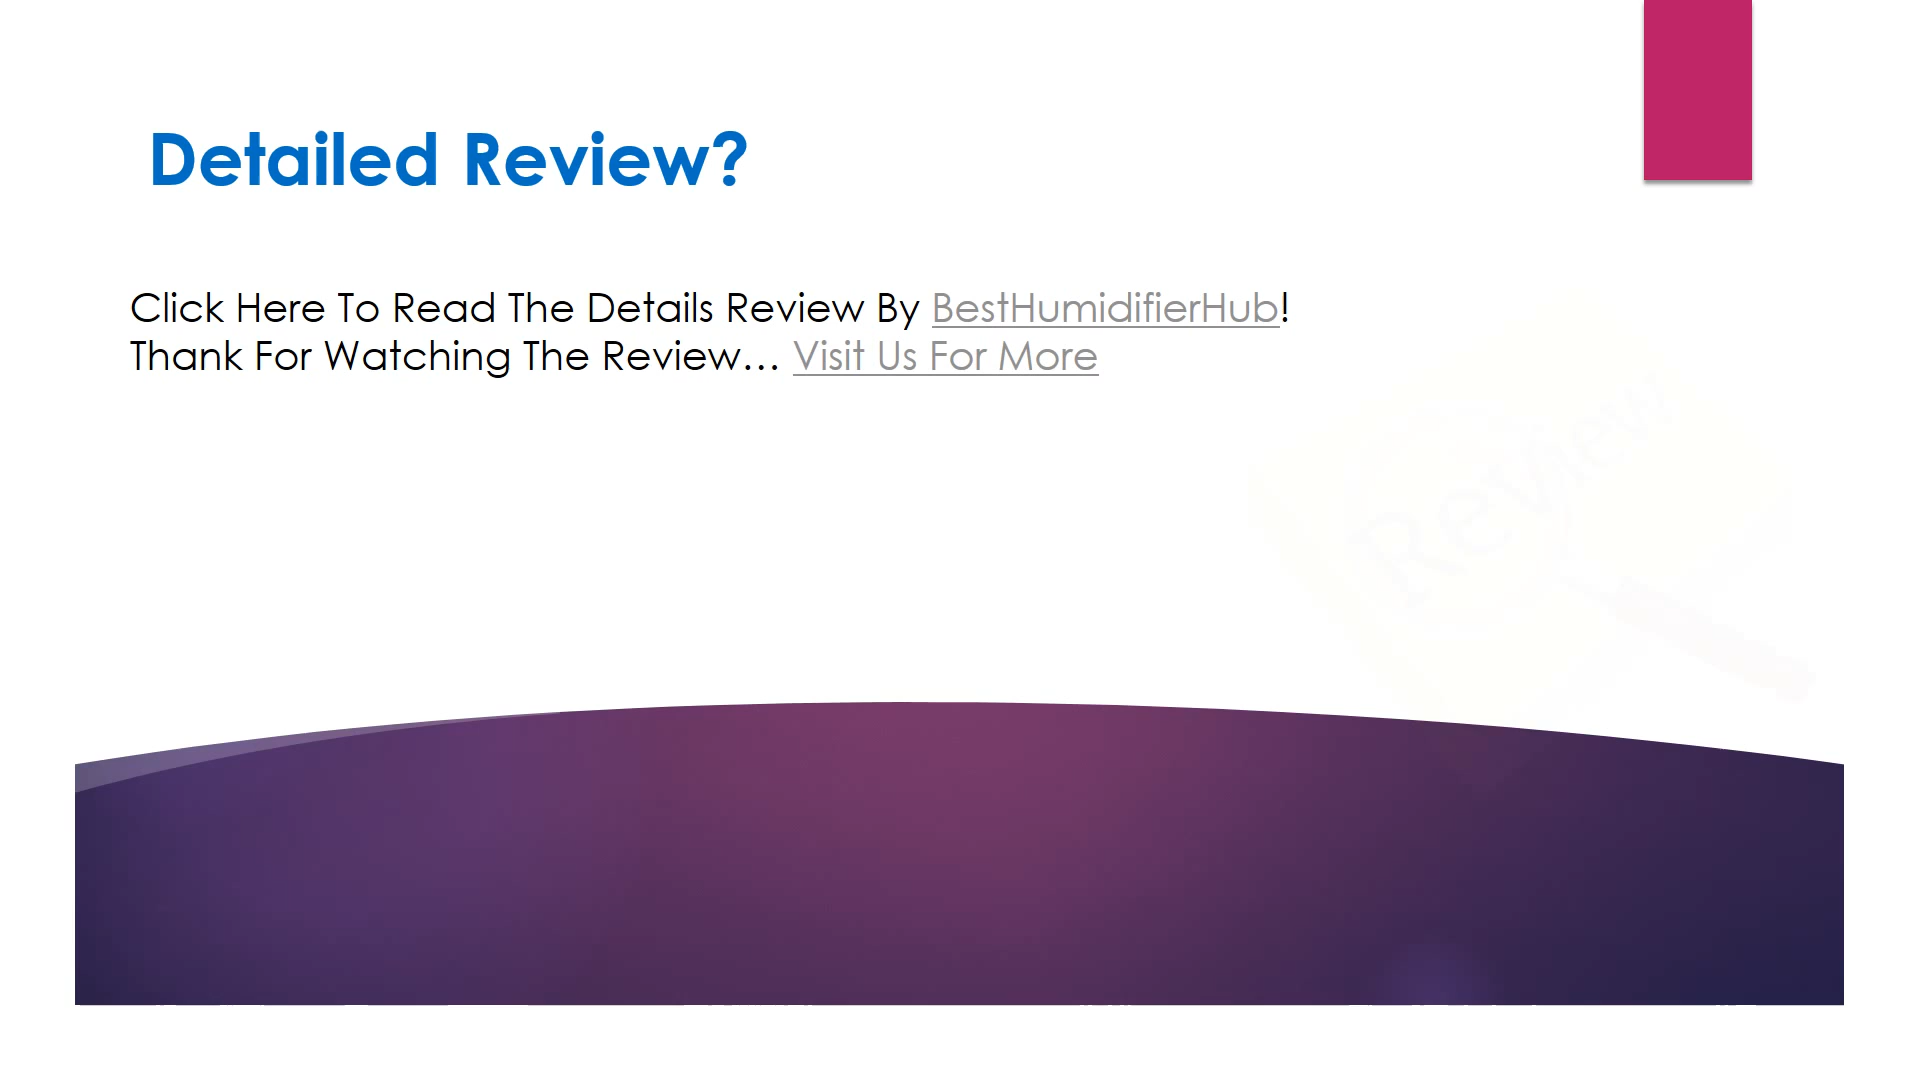 Detailed Review?
Click Here To Read The Details Review By BestHumidifierHub!
Thank For Watching The Review… Visit Us For More
Review